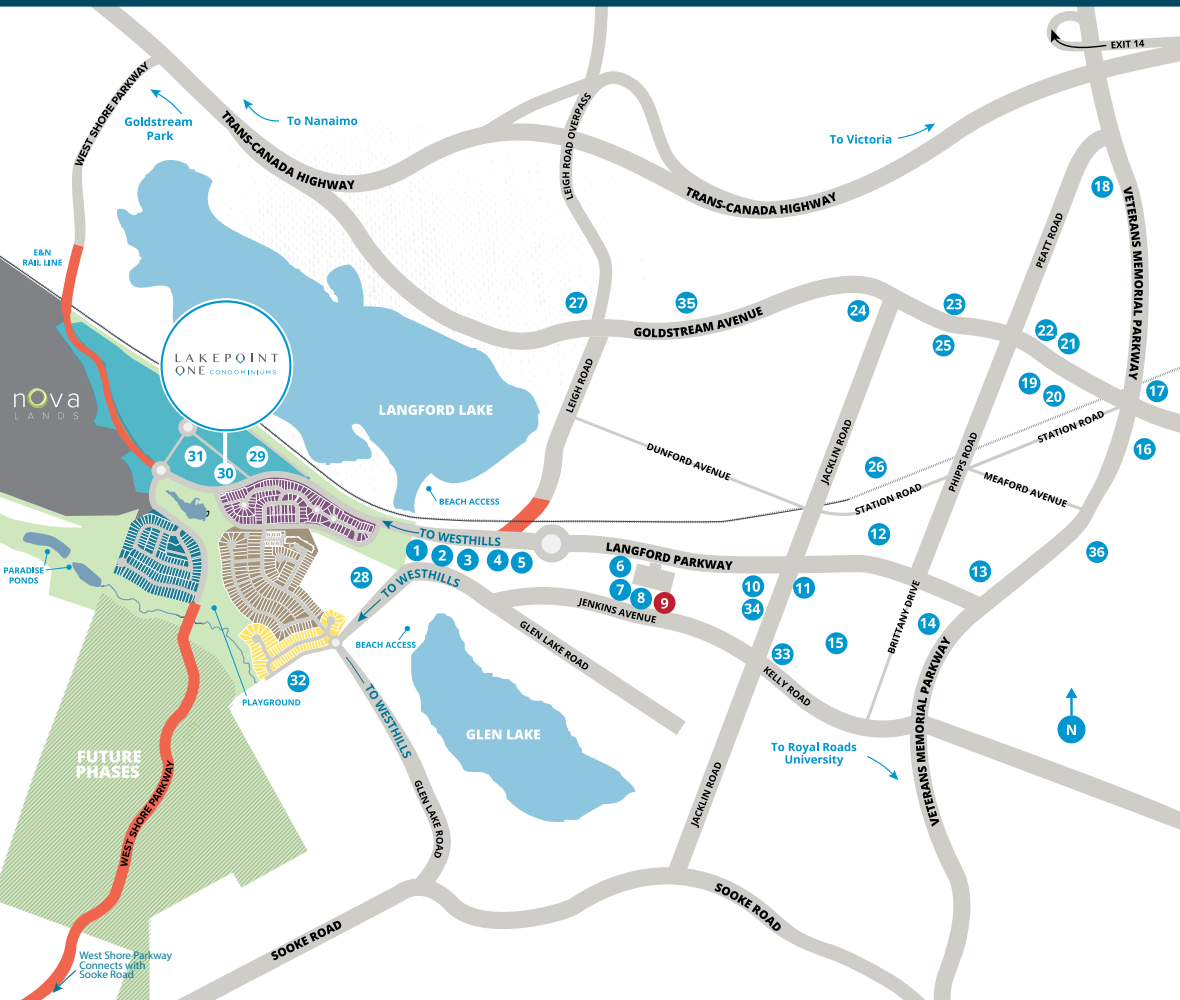 EXIT 14
WEST SHORE PARKWAY
Goldstream
Park
To Nanaimo
TRANS-CANADA HIGHWAY
LEIGH ROAD OVERPASS
To Victoria
TRANS-CANADA HIGHWAY
18
VETERANS MEMORIAL PARKWAY
PEATT ROAD
E&N
RAIL LINE
27
35
GOLDSTREAM AVENUE
24
23
25
22
21
LAKEPOINT
ONE CONDOMINIUMS
nOva
LANDS
LANGFORD LAKE
LEIGH ROAD
19
20
17
16
STATION ROAD
DUNFORD AVENUE
JACKLIN ROAD
PHIPPS ROAD
MEAFORD AVENUE
26
STATION ROAD
31
30
29
BEACH ACCESS
TO WESTHILLS
LANGFORD PARKWAY
12
36
1
2
3
4
5
6
7
8
9
10
34
11
13
PARADISE
PONDS
28
TO WESTHILLS
JENKINS AVENUE
BRITTANY DRIVE
14
15
BEACH ACCESS
GLEN LAKE ROAD
33
KELLY ROAD
32
PLAYGROUND
TO WESTHILLS
GLEN LAKE
VETERANS MEMORIAL PARKWAY
N
To Royal Roads
University
FUTURE
PHASES
WEST SHORE PARKWAY
GLEN LAKE ROAD
JACKLIN ROAD
SOOKE ROAD
SOOKE ROAD
West Shore Parkway
Connects with
Sooke Road